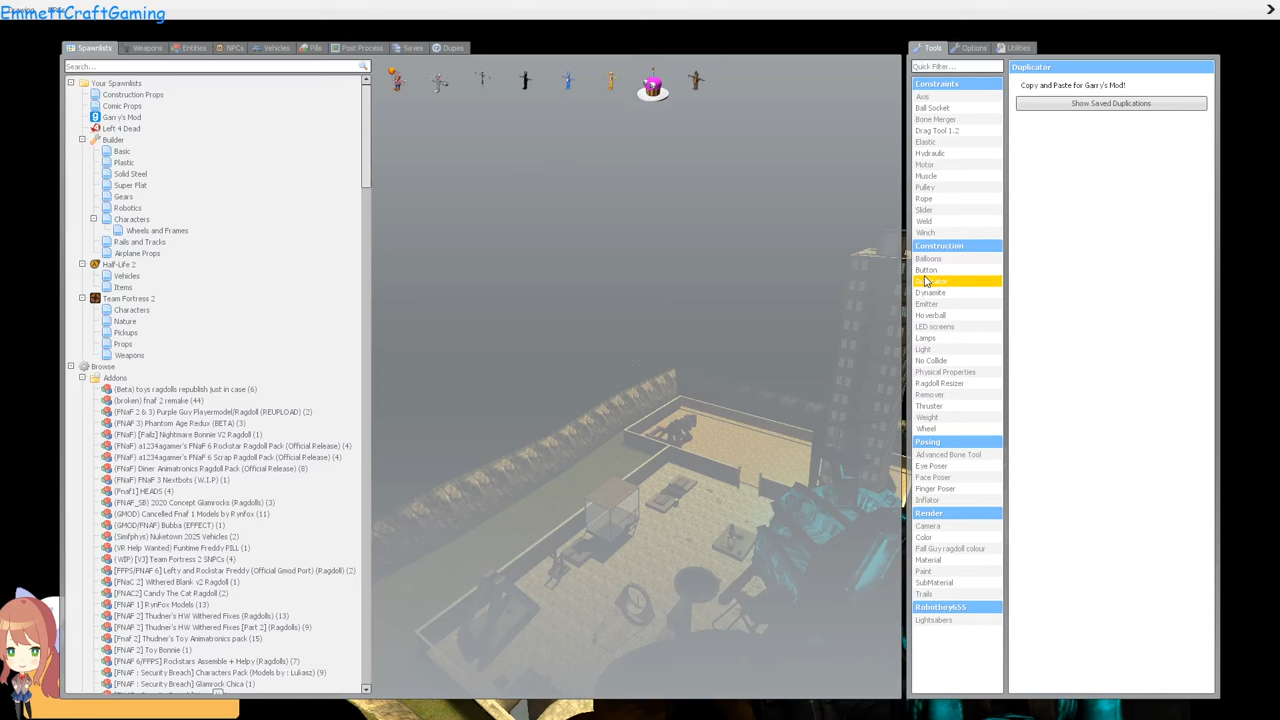 EmmettCraftGaming
Spawnlists
Weapons
Entities
NPCs
Vehicles
Pills
Post Process
Saves
Dupes
Search...
Your Spawnlists
Construction Props
Comic Props
Garry's Mod
Left 4 Dead
Builder
Basic
Plastic
Solid Steel
Super Flat
Gears
Robotics
Characters
Wheels and Frames
Rails and Tracks
Airplane Props
Half-Life 2
Vehicles
Items
Team Fortress 2
Characters
Nature
Pickups
Props
Weapons
Browse
Addons
(Beta) toys ragdolls republish just in case (6)
(broken) fnaf 2 remake (44)
(FNaF 2 & 3) Purple Guy Playermodel/Ragdoll (REUPLOAD) (2)
(FNAF 3) Phantom Age Redux (BETA) (3)
(FNaF) [Failz] Nightmare Bonnie V2 Ragdoll (1)
(FNAF) a1234agamer's FNAF 6 Rockstar Ragdoll Pack (Official Release) (4)
(FNAF) a1234agamer's FNAF 6 Scrap Ragdoll Pack (Official Release) (4)
(FNAF) Diner Animatronics Ragdoll Pack (Official Release) (8)
(FNAF) FNAF 3 Nextbots ( W.I.P) (1)
(Fnaf1) HEADS (4)
(FNAF_SB) 2020 Concept Glamrocks (Ragdolls) (3)
(GMOD) Cancelled Fnaf 1 Models by Rynfox (11)
(GMOD/FNAF) Bubba (EFFECT) (1)
(Simfphys) Nuketown 2025 Vehicles (2)
(VR Help Wanted) Funtime Freddy PILL (1)
(WIP) [VJ] Team Fortress 2 SNPCs (4)
[FFPS/FNAF 6] Lefty and Rockstar Freddy (Official Gmod Port) (Ragdoll) (2)
[FNaC 2] Withered Blank v2 Ragdoll (1)
[FNAC2] Candy The Cat Ragdoll (2)
[FNAF 1] RynFox Models (13)
[FNAF 2] Thudner's HW Withered Fixes (Ragdolls) (13)
[FNAF 2] Thudner's HW Withered Fixes [Part 2] (Ragdolls) (9)
[Fnaf 2] Thudner's Toy Animatronics pack (15)
[FNAF 2] Toy Bonnie (1)
[FNAF 6/FFPS] Rockstars Assemble + Helpy (Ragdolls) (7)
[FNAF : Security Breach] Characters Pack (Models by : Lukasz) (9)
[FNAF : Security Breach] Glamrock Chica (1)
Tools
Options
Utilities
Quick Filter...
Constraints
Axis
Ball Socket
Bone Merger
Drag Tool 1.2
Elastic
Hydraulic
Motor
Muscle
Pulley
Rope
Slider
Weld
Winch
Construction
Balloons
Button
Duplicator
Dynamite
Emitter
Hoverball
LED screens
Lamps
Light
No Collide
Physical Properties
Ragdoll Resizer
Remover
Thruster
Weight
Wheel
Posing
Advanced Bone Tool
Eye Poser
Face Poser
Finger Poser
Inflator
Render
Camera
Color
Fall Guy ragdoll colour
Material
Paint
SubMaterial
Trails
Robotboy655
Lightsabers
Duplicator
Copy and Paste for Garry's Mod!
Show Saved Duplications